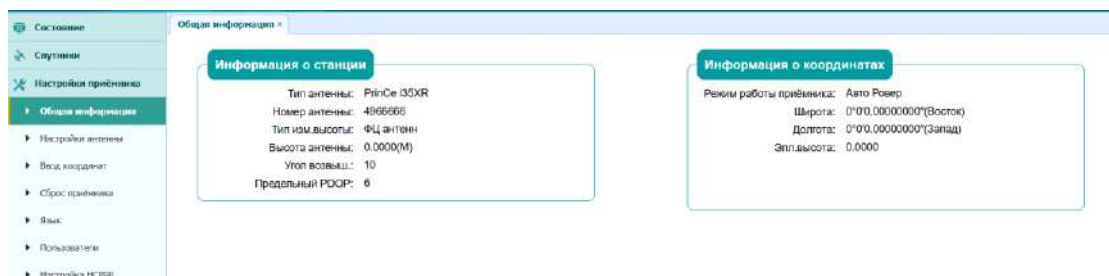 Состояние
Спутники
Настройки приёмника
Общая информация
Настройки антенны
Ввод координат
Сброс приёмника
Язык
Пользователи
Настройка
Общая информация ×
Информация о станции
Тип антенны: PrinCe i35XR
Номер антенны: 4966666
Тип изм.высоты: ФЦ антенн
Высота антенны: 0.0000(М)
Угол возвыш.: 10
Предельный PDOP: 6
Информация о координатах
Режим работы приёмника: Авто Ровер
Широта: 0°0'0.00000000"(Восток)
Долгота: 0°0'0.00000000"(Запад)
Элл.высота: 0.0000